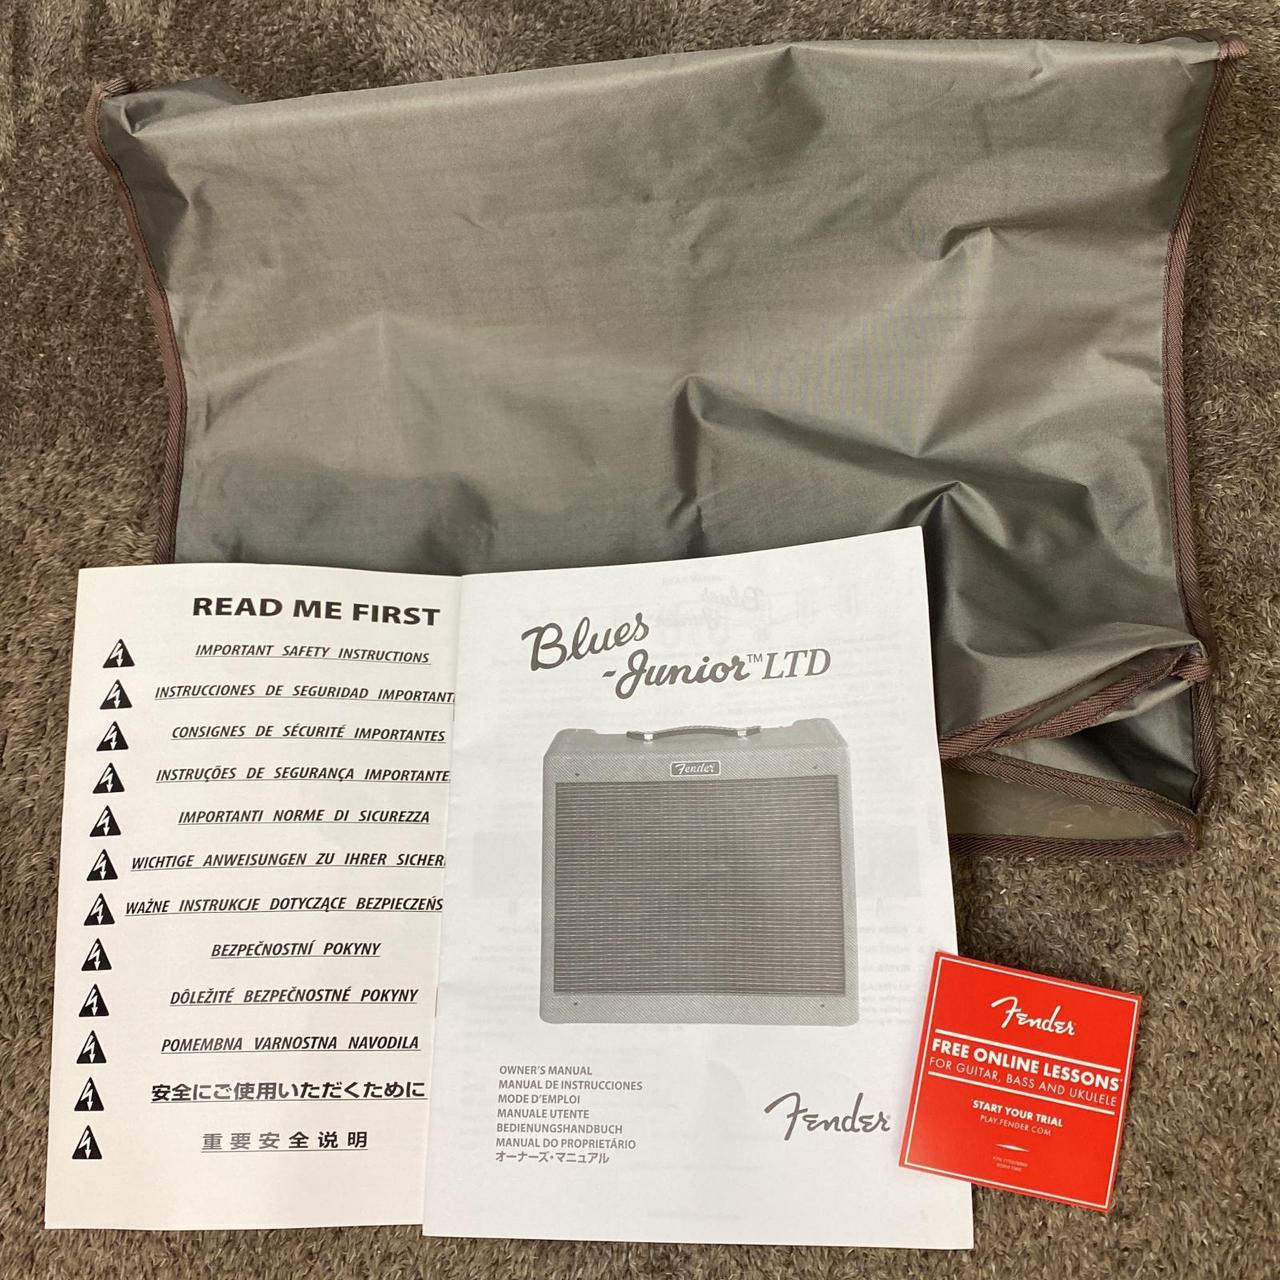 READ ME FIRST
IMPORTANT SAFETY INSTRUCTIONS
INSTRUCCIONES DE SEGURIDAD IMPORTANT
CONSIGNES DE SÉCURITÉ IMPORTANTES
INSTRUÇÕES DE SEGURANÇA IMPORTANTE
IMPORTANTI NORME DI SICUREZZA
WICHTIGE ANWEISUNGEN ZU IHRER SICHER
WAŻNE INSTRUKCJE DOTYCZĄCE BEZPIECZEŃS
BEZPEČNOSTNÍ POKYNY
DÔLEŽITÉ BEZPEČNOSTNÉ POKYNY
POMEMBNA VARNOSTNA NAVODILA
安全にご使用いただくために
重要安全说明
Blues
Junior™ LTD
Fender
OWNER'S MANUAL
MANUAL DE INSTRUCCIONES
MODE D'EMPLOI
MANUALE UTENTE
BEDIENUNGSHANDBUCH
MANUAL DO PROPRIETÁRIO
オーナーズ・マニュアル
Fender
Fender
FREE ONLINE LESSONS*
FOR GUITAR, BASS AND UKULELE
*START YOUR TRIAL
PLAY.FENDER.COM